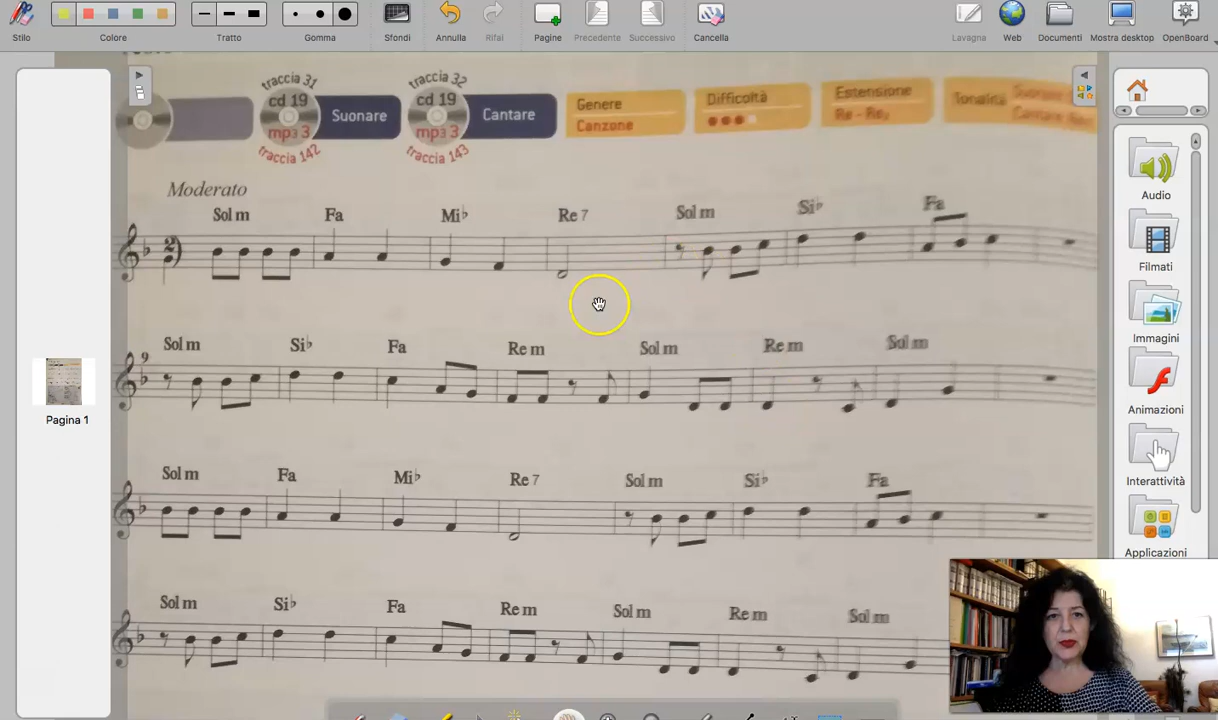 Stilo Colore Tratto Gomma Sfondi Annulla Rifai Pagine Precedente Successivo Cancella Lavagna Web Documenti Mostra desktop OpenBoard
traccia 31 traccia 32
cd 19 cd 19 Genere Difficoltà Estensione Tonalità
Suonare Cantare
mp3 mp3 Canzone
traccia 142 traccia 143
Moderato
Sol m Fa Mi♭ Re 7 Sol m Si♭ Fa
2
9
Sol m Si♭ Fa Re m Sol m Re m Sol m
Sol m Fa Mi♭ Re 7 Sol m Si♭ Fa
Sol m Si♭ Fa Re m Sol m Re m Sol m
Pagina 1
Audio
Filmati
Immagini
Animazioni
Interattività
Applicazioni